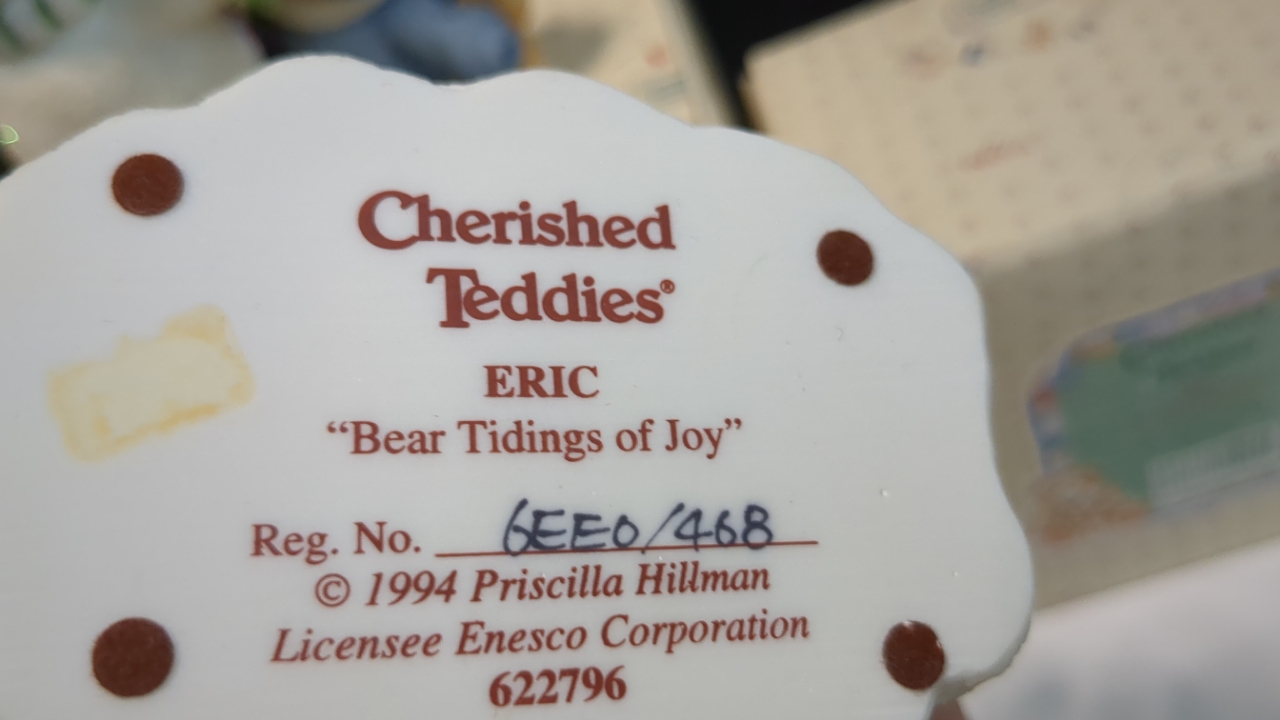 Cherished
Teddies®
ERIC
“Bear Tidings of Joy”
Reg. No. 6EE0/468
© 1994 Priscilla Hillman
Licensee Enesco Corporation
622796